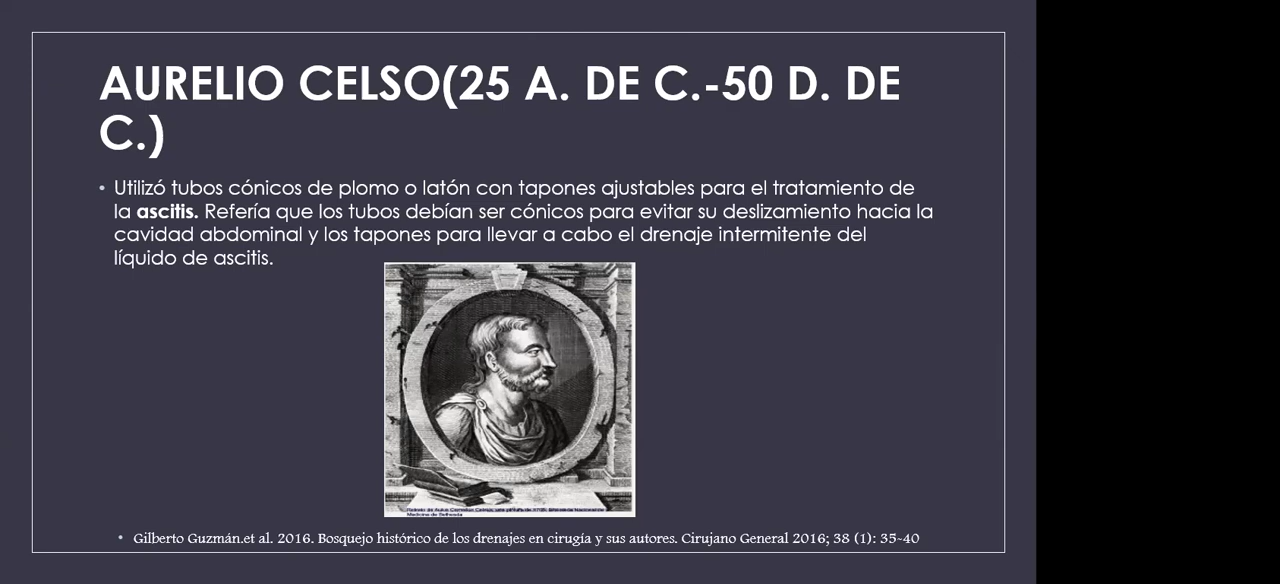 AURELIO CELSO(25 A. DE C.-50 D. DE
C.)
• Utilizó tubos cónicos de plomo o latón con tapones ajustables para el tratamiento de
la ascitis. Refería que los tubos debían ser cónicos para evitar su deslizamiento hacia la
cavidad abdominal y los tapones para llevar a cabo el drenaje intermitente del
líquido de ascitis.
Medicina de Bethesda
• Gilberto Guzmán.et al. 2016. Bosquejo histórico de los drenajes en cirugía y sus autores. Cirujano General 2016; 38 (1): 35-40